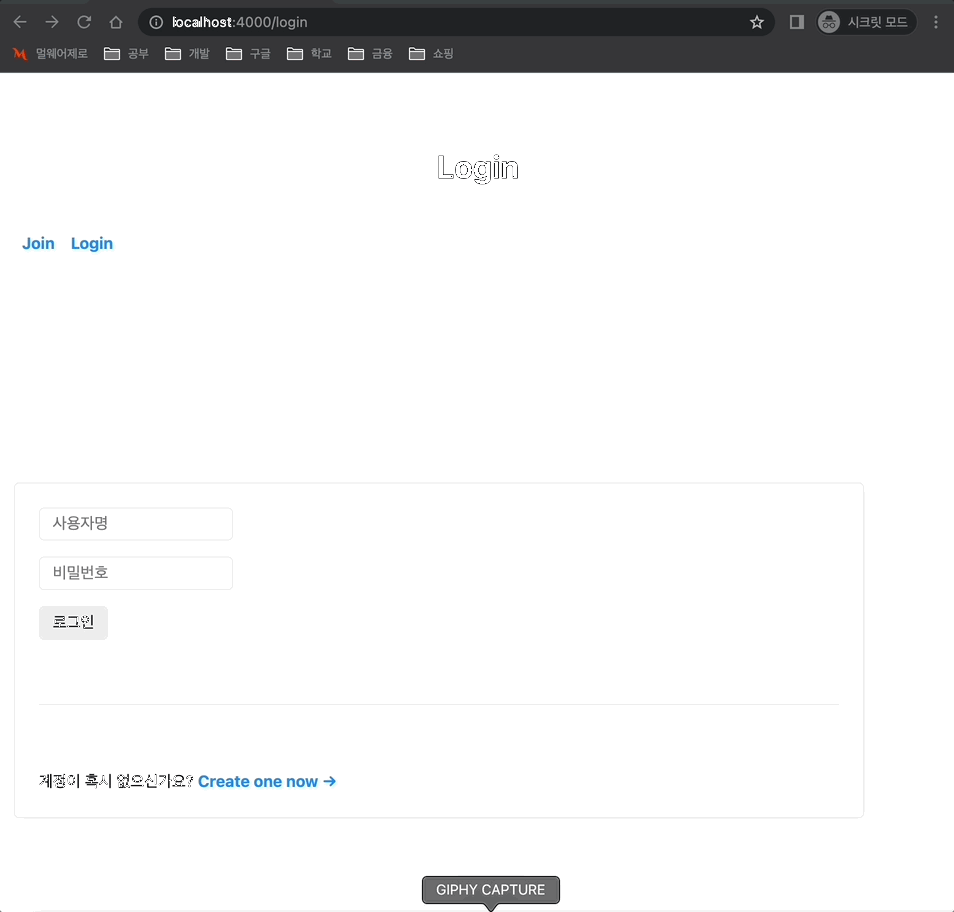 localhost:4000/login
시크릿 모드
멀웨어제로 공부 개발 구글 학교 금융 쇼핑
Login
Join Login
사용자명
비밀번호
로그인
계정이 혹시 없으신가요? Create one now →
GIPHY CAPTURE